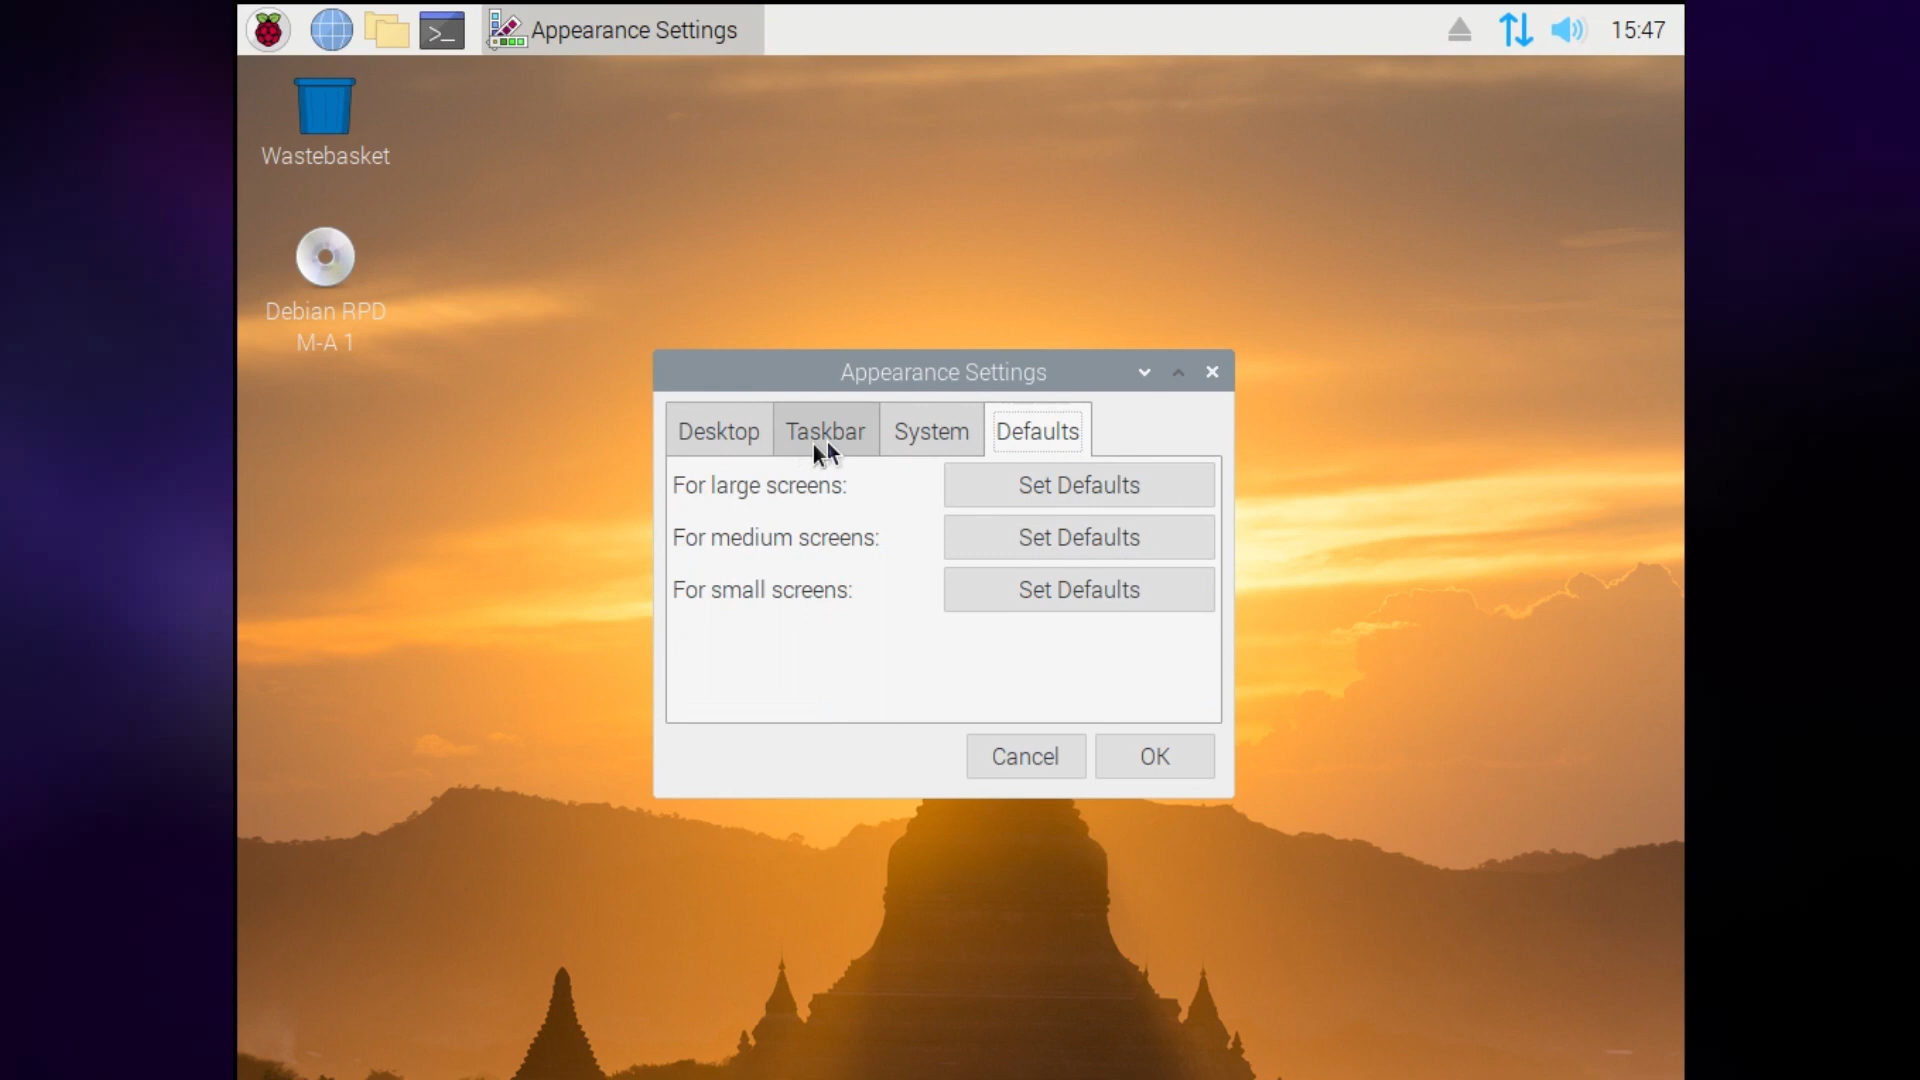 Appearance Settings
15:47
Wastebasket
Debian RPD
M-A 1
Appearance Settings
Desktop
Taskbar
System
Defaults
For large screens:
Set Defaults
For medium screens:
Set Defaults
For small screens:
Set Defaults
Cancel
OK